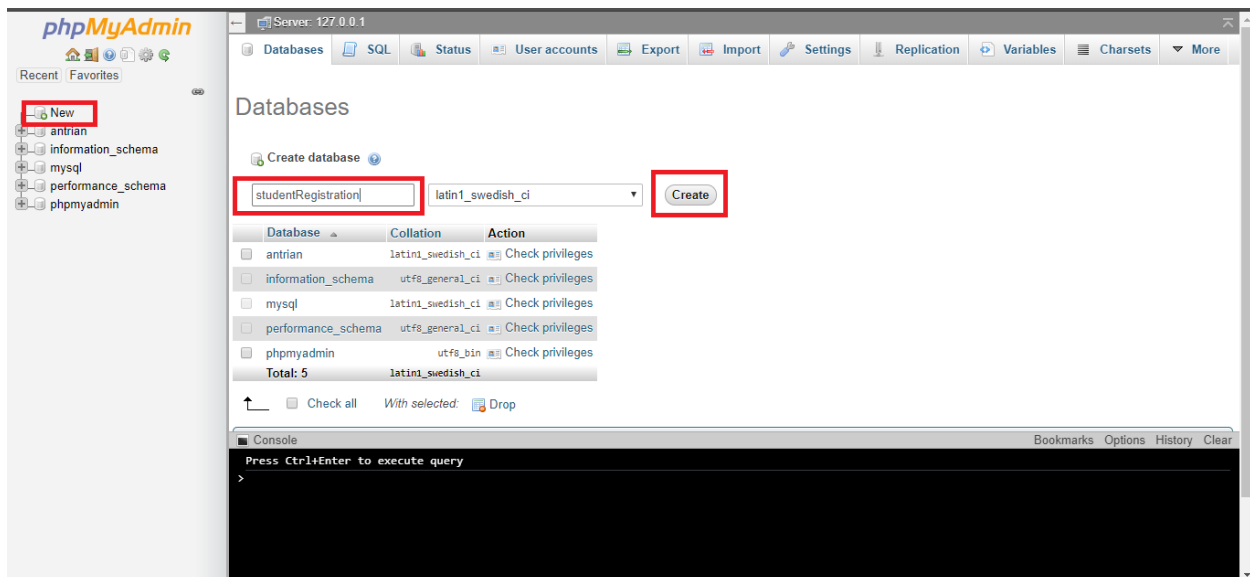 phpMyAdmin
Recent Favorites
New
antrian
information_schema
mysql
performance_schema
phpmyadmin
Server: 127.0.0.1
Databases SQL Status User accounts Export Import Settings Replication Variables Charsets More
Databases
Create database
studentRegistration latin1_swedish_ci Create
Database Collation Action
antrian latin1_swedish_ci Check privileges
information_schema utf8_general_ci Check privileges
mysql latin1_swedish_ci Check privileges
performance_schema utf8_general_ci Check privileges
phpmyadmin utf8_bin Check privileges
Total: 5 latin1_swedish_ci
Check all With selected: Drop
Console Bookmarks Options History Clear
Press Ctrl+Enter to execute query
>